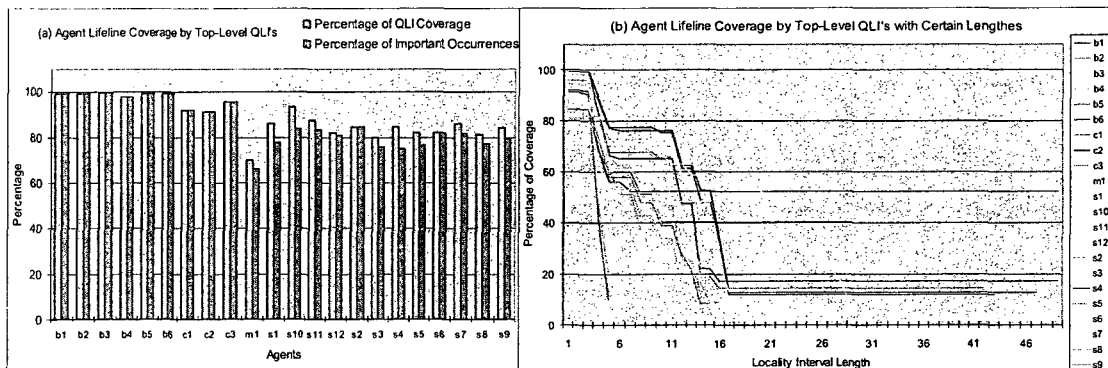 (a) Agent Lifeline Coverage by Top-Level QLI's
Percentage of QLI Coverage
Percentage of Important Occurrences
Percentage
100
80
60
40
20
0
b1 b2 b3 b4 b5 b6 c1 c2 c3 m1 s1 s10 s11 s12 s2 s3 s4 s5 s6 s7 s8 s9
Agents
(b) Agent Lifeline Coverage by Top-Level QLI's with Certain Lengthes
Percentage of Coverage
100
80
60
40
20
0
1 6 11 16 21 26 31 36 41 46
Locality Interval Length
b1
b2
b3
b4
b5
b6
c1
c2
c3
m1
s1
s10
s11
s12
s2
s3
s4
s5
s6
s7
s8
s9